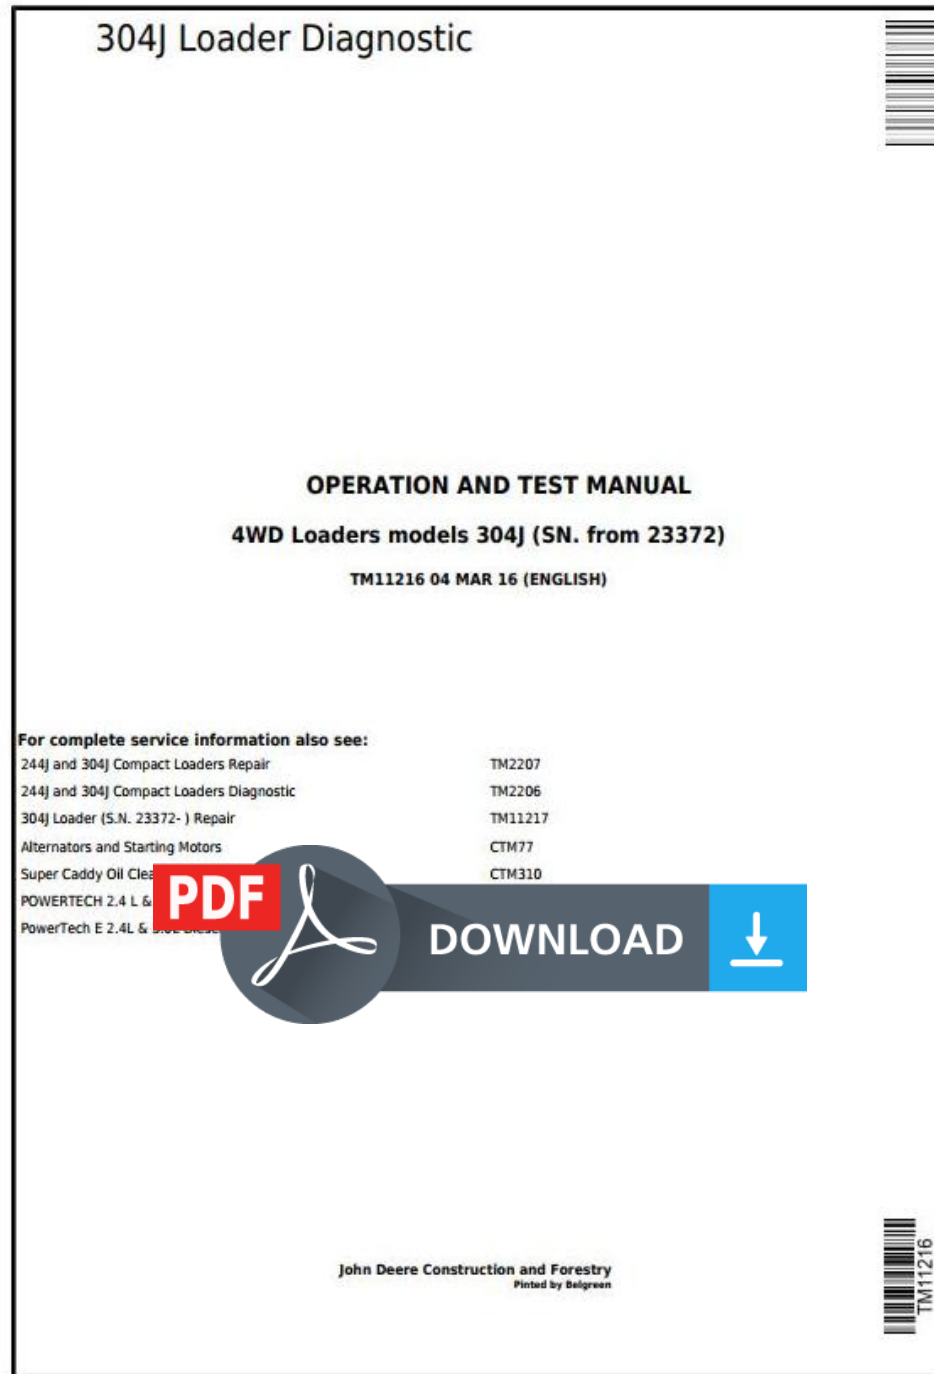 304J Loader Diagnostic
OPERATION AND TEST MANUAL
4WD Loaders models 304J (SN. from 23372)
TM11216 04 MAR 16 (ENGLISH)
For complete service information also see:
244J and 304J Compact Loaders Repair TM2207
244J and 304J Compact Loaders Diagnostic TM2206
304J Loader (S.N. 23372- ) Repair TM11217
Alternators and Starting Motors CTM77
Super Caddy Oil CTM310
POWERTECH 2.4 L &
PowerTech E 2.4L &
PDF
DOWNLOAD
John Deere Construction and Forestry
Pinted by Belgreen
TM11216